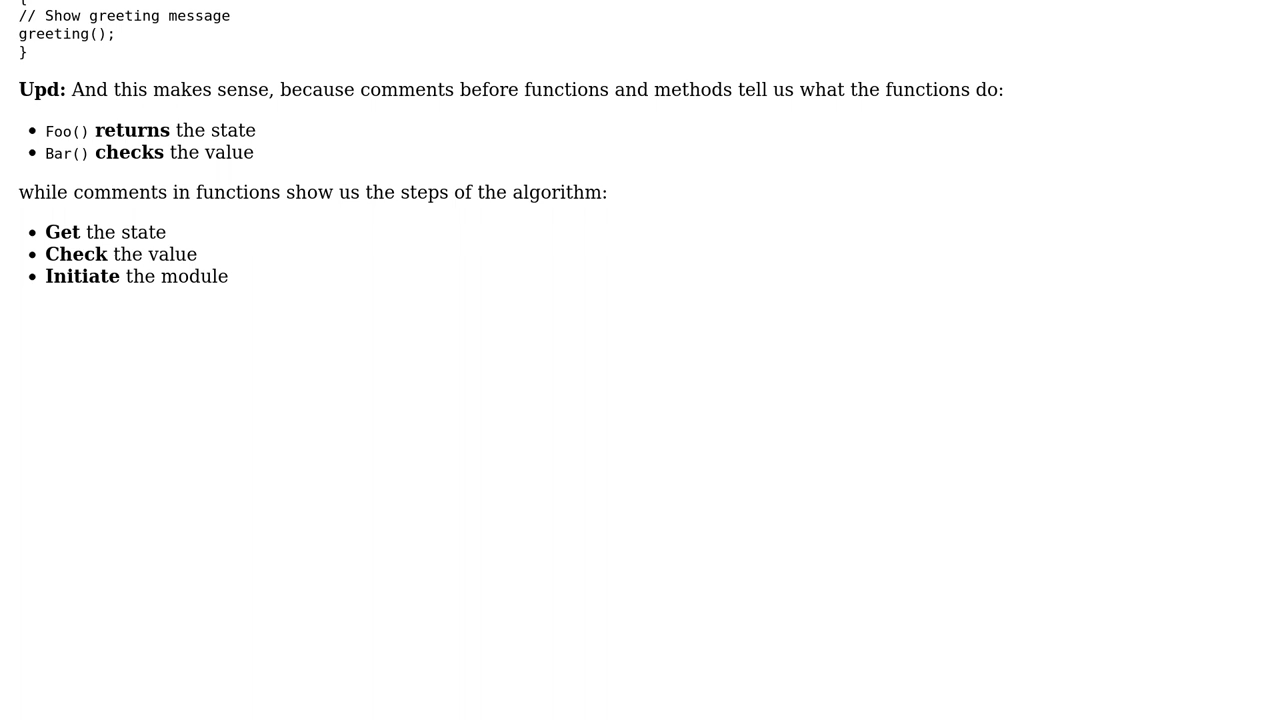 {
// Show greeting message
greeting();
}
Upd: And this makes sense, because comments before functions and methods tell us what the functions do:
• Foo() returns the state
• Bar() checks the value
while comments in functions show us the steps of the algorithm:
• Get the state
• Check the value
• Initiate the module